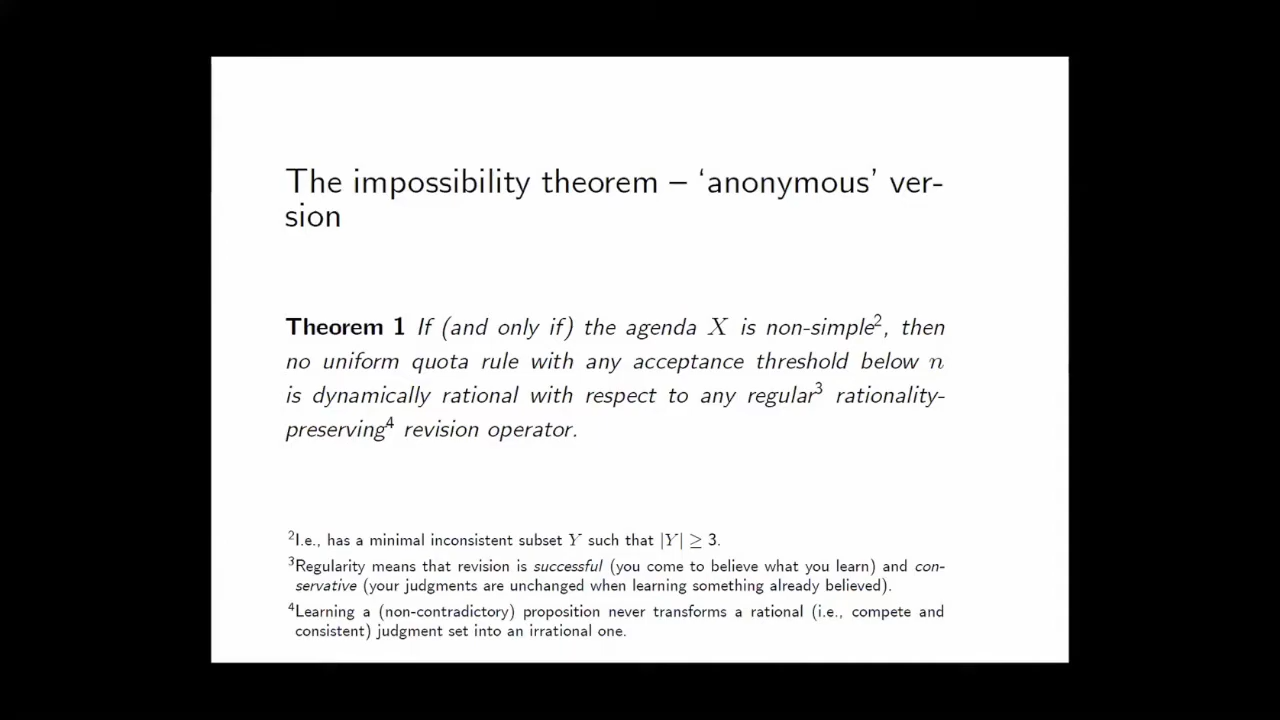 The impossibility theorem – ‘anonymous’ ver-
sion
Theorem 1 If (and only if) the agenda X is non-simple², then
no uniform quota rule with any acceptance threshold below n
is dynamically rational with respect to any regular³ rationality-
preserving⁴ revision operator.
²I.e., has a minimal inconsistent subset Y such that |Y| ≥ 3.
³Regularity means that revision is successful (you come to believe what you learn) and con-
servative (your judgments are unchanged when learning something already believed).
⁴Learning a (non-contradictory) proposition never transforms a rational (i.e., compete and
consistent) judgment set into an irrational one.